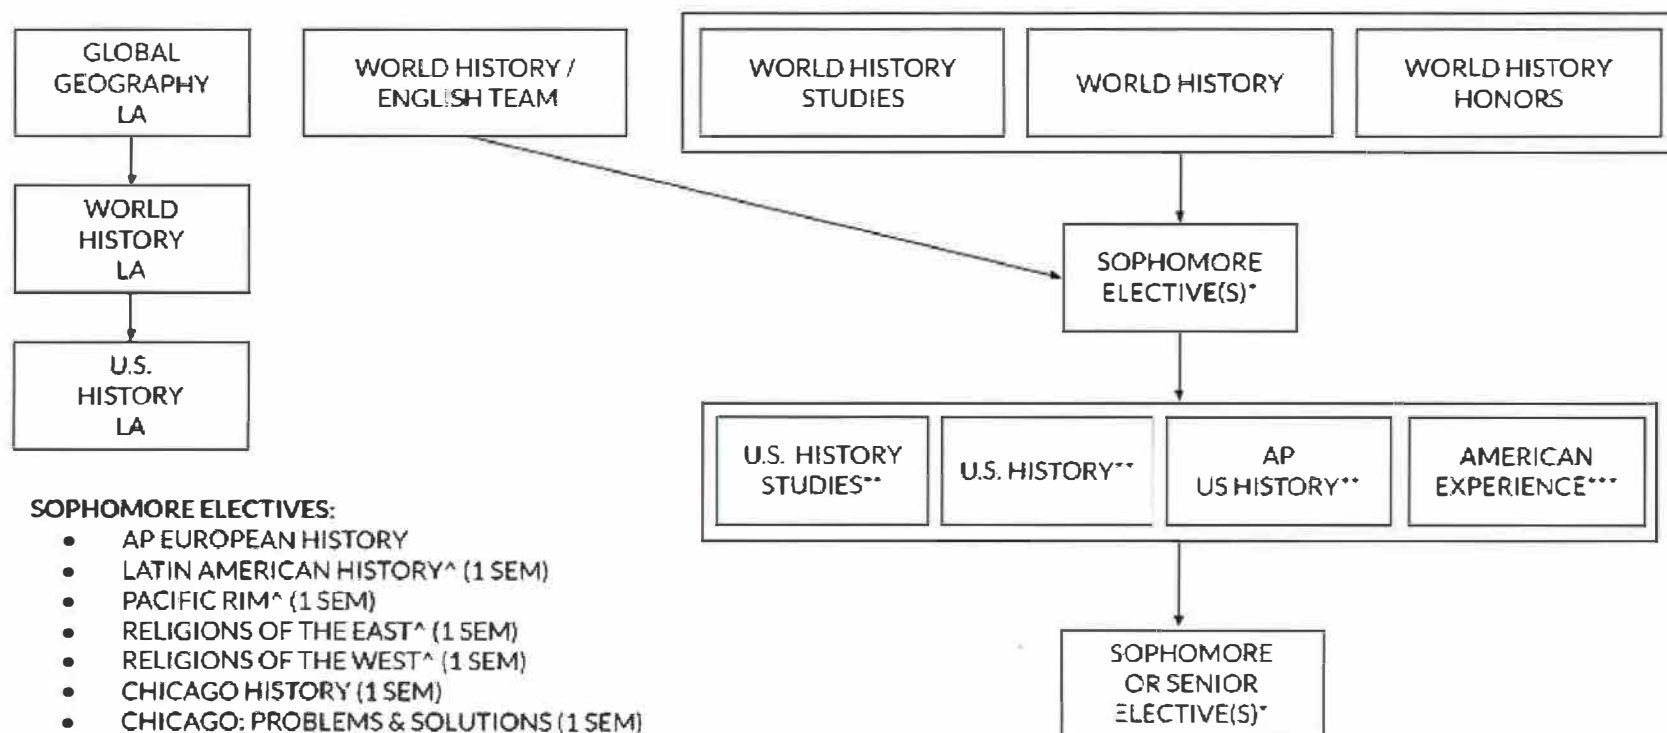 GLOBAL
GEOGRAPHY
LA
WORLD HISTORY /
ENGLISH TEAM
WORLD HISTORY
STUDIES
WORLD HISTORY
WORLD HISTORY
HONORS
WORLD
HISTORY
LA
SOPHOMORE
ELECTIVE(S)*
U.S.
HISTORY
LA
U.S. HISTORY
STUDIES**
U.S. HISTORY**
AP
US HISTORY**
AMERICAN
EXPERIENCE***
SOPHOMORE ELECTIVES:
• AP EUROPEAN HISTORY
• LATIN AMERICAN HISTORY^ (1 SEM)
• PACIFIC RIM^ (1 SEM)
• RELIGIONS OF THE EAST^ (1 SEM)
• RELIGIONS OF THE WEST^ (1 SEM)
• CHICAGO HISTORY (1 SEM)
• CHICAGO: PROBLEMS & SOLUTIONS (1 SEM)
SOPHOMORE
OR SENIOR
ELECTIVE(S)*